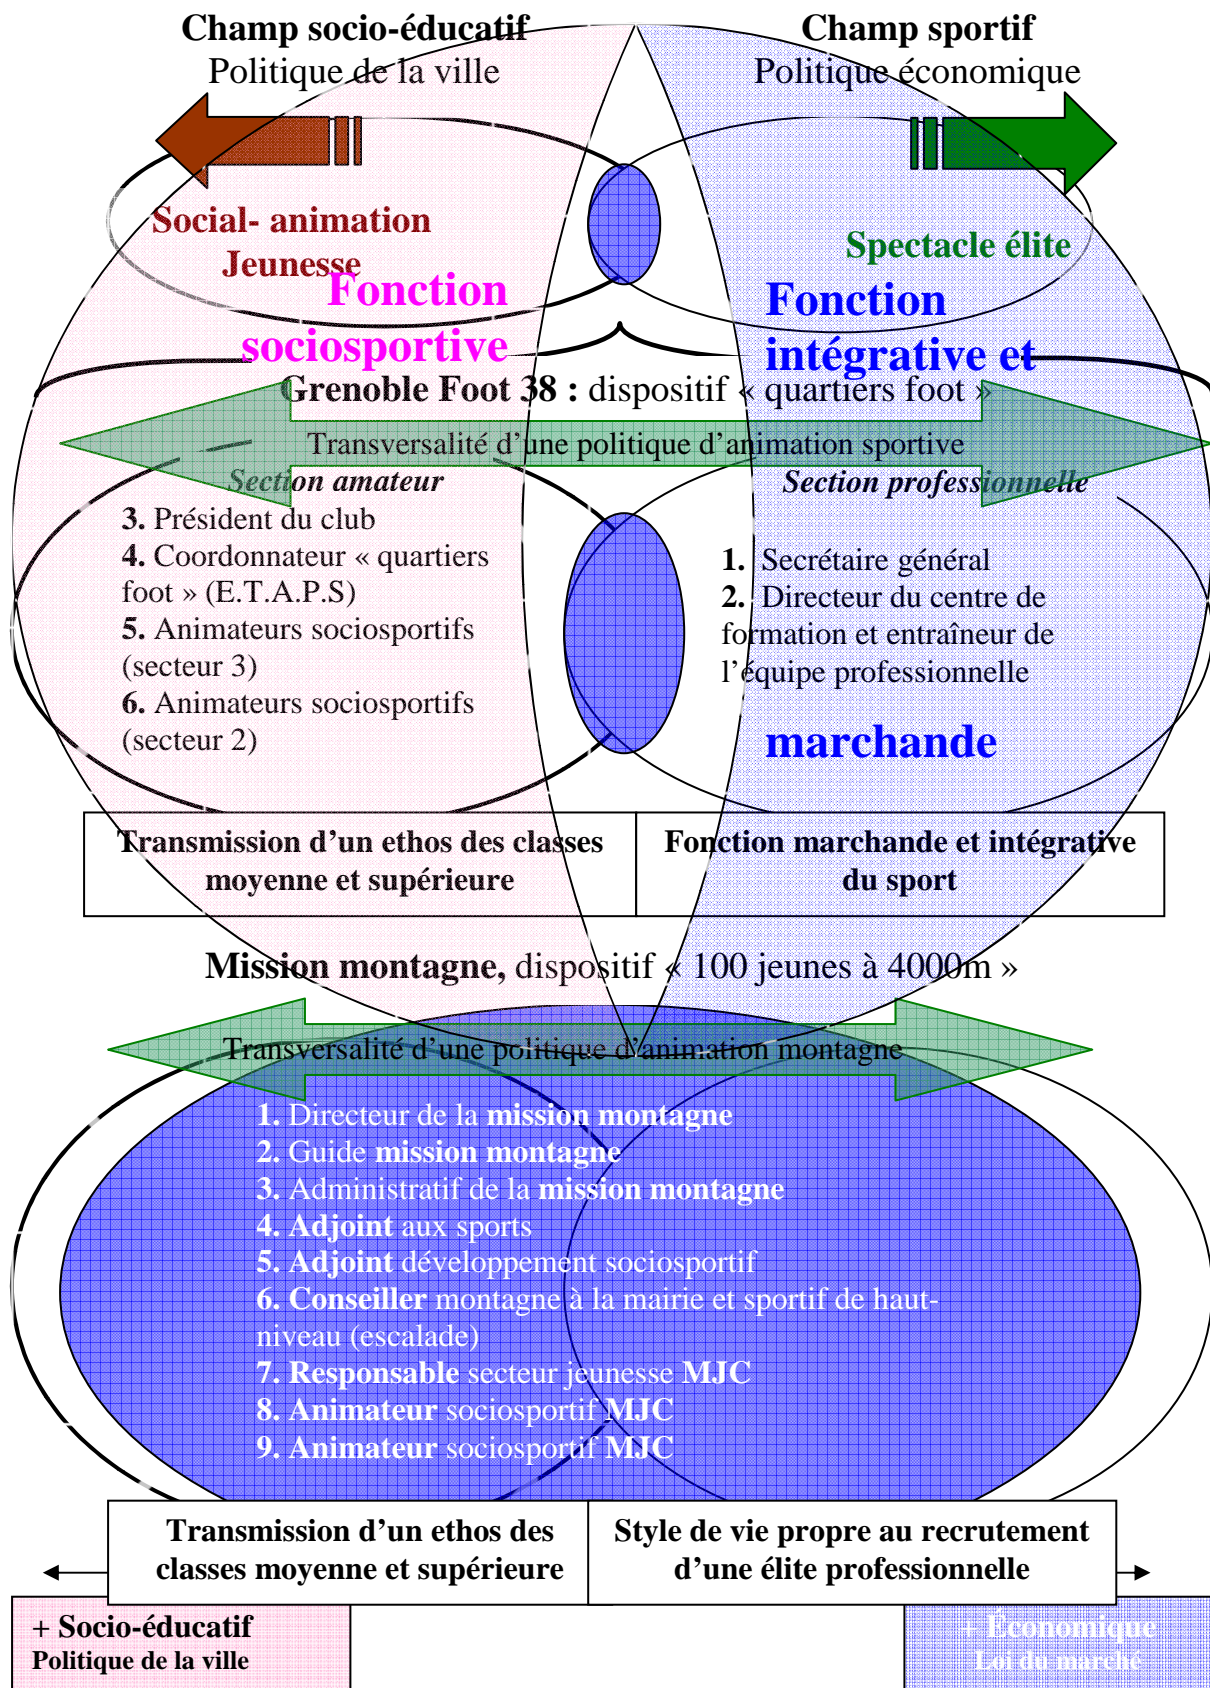 Champ socio-éducatif
Politique de la ville
Champ sportif
Politique économique
Social- animation
Jeunesse
Spectacle élite
Fonction
sociosportive
Fonction
intégrative et
Grenoble Foot 38 : dispositif « quartiers foot »
Transversalité d’une politique d’animation sportive
Section amateur
3. Président du club
4. Coordonnateur « quartiers
foot » (E.T.A.P.S)
5. Animateurs sociosportifs
(secteur 3)
6. Animateurs sociosportifs
(secteur 2)
Section professionnelle
1. Secrétaire général
2. Directeur du centre de
formation et entraîneur de
l’équipe professionnelle
marchande
Transmission d’un ethos des classes
moyenne et supérieure
Fonction marchande et intégrative
du sport
Mission montagne, dispositif « 100 jeunes à 4000m »
Transversalité d’une politique d’animation montagne
1. Directeur de la mission montagne
2. Guide mission montagne
3. Administratif de la mission montagne
4. Adjoint aux sports
5. Adjoint développement sociosportif
6. Conseiller montagne à la mairie et sportif de haut-
niveau (escalade)
7. Responsable secteur jeunesse MJC
8. Animateur sociosportif MJC
9. Animateur sociosportif MJC
Transmission d’un ethos des
classes moyenne et supérieure
Style de vie propre au recrutement
d’une élite professionnelle
+ Socio-éducatif
Politique de la ville
+ Économique
Loi du marché